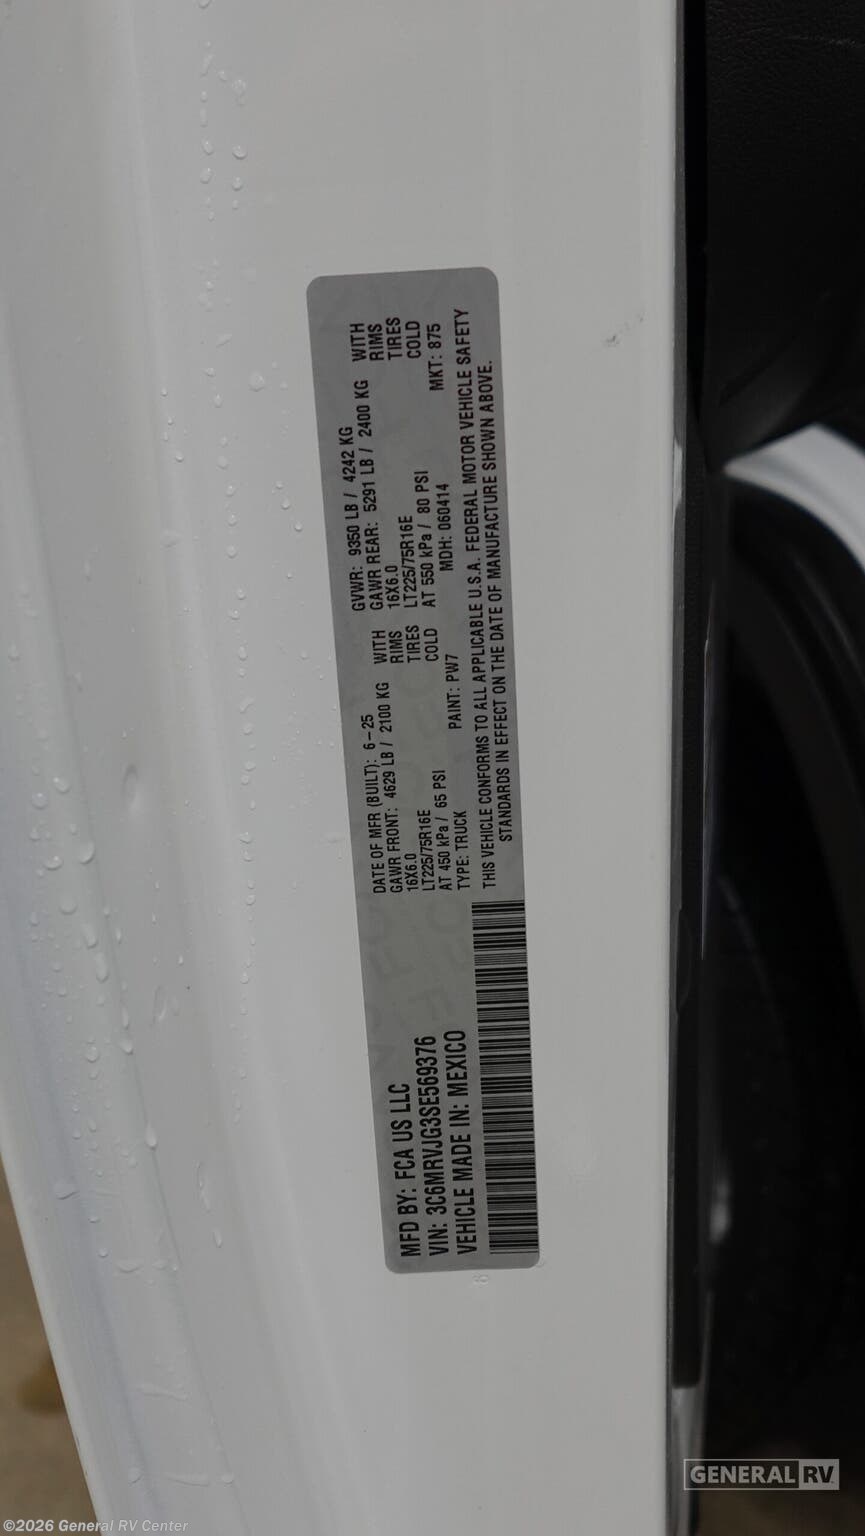 MFD BY: FCA US LLC
VIN: 3C6MRVJG3SE569376
VEHICLE MADE IN: MEXICO
DATE OF MFR (BUILT): 6-25 GVWR: 9350 LB / 4242 KG
GAWR FRONT: 4629 LB / 2100 KG WITH GAWR REAR: 5291 LB / 2400 KG WITH
16X6.0 RIMS 16X6.0 RIMS
LT225/75R16E TIRES LT225/75R16E TIRES
AT 450 kPa / 65 PSI COLD AT 550 kPa / 80 PSI COLD
TYPE: TRUCK PAINT: PW7 MDH: 060414 MKT: 875
THIS VEHICLE CONFORMS TO ALL APPLICABLE U.S.A. FEDERAL MOTOR VEHICLE SAFETY
STANDARDS IN EFFECT ON THE DATE OF MANUFACTURE SHOWN ABOVE.
GENERAL RV
©2026 General RV Center